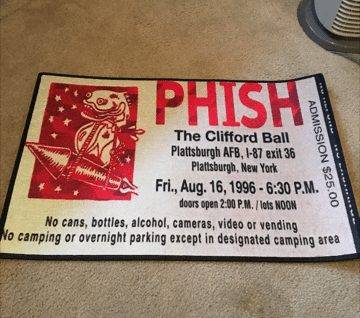 PHISH
The Clifford Ball
Plattsburgh AFB, I-87 exit 36
Plattsburgh, New York
Fri., Aug. 16, 1996 - 6:30 P.M.
doors open 2:00 P.M. / lots NOON
No cans, bottles, alcohol, cameras, video or vending
No camping or overnight parking except in designated camping area
ADMISSION $25.00